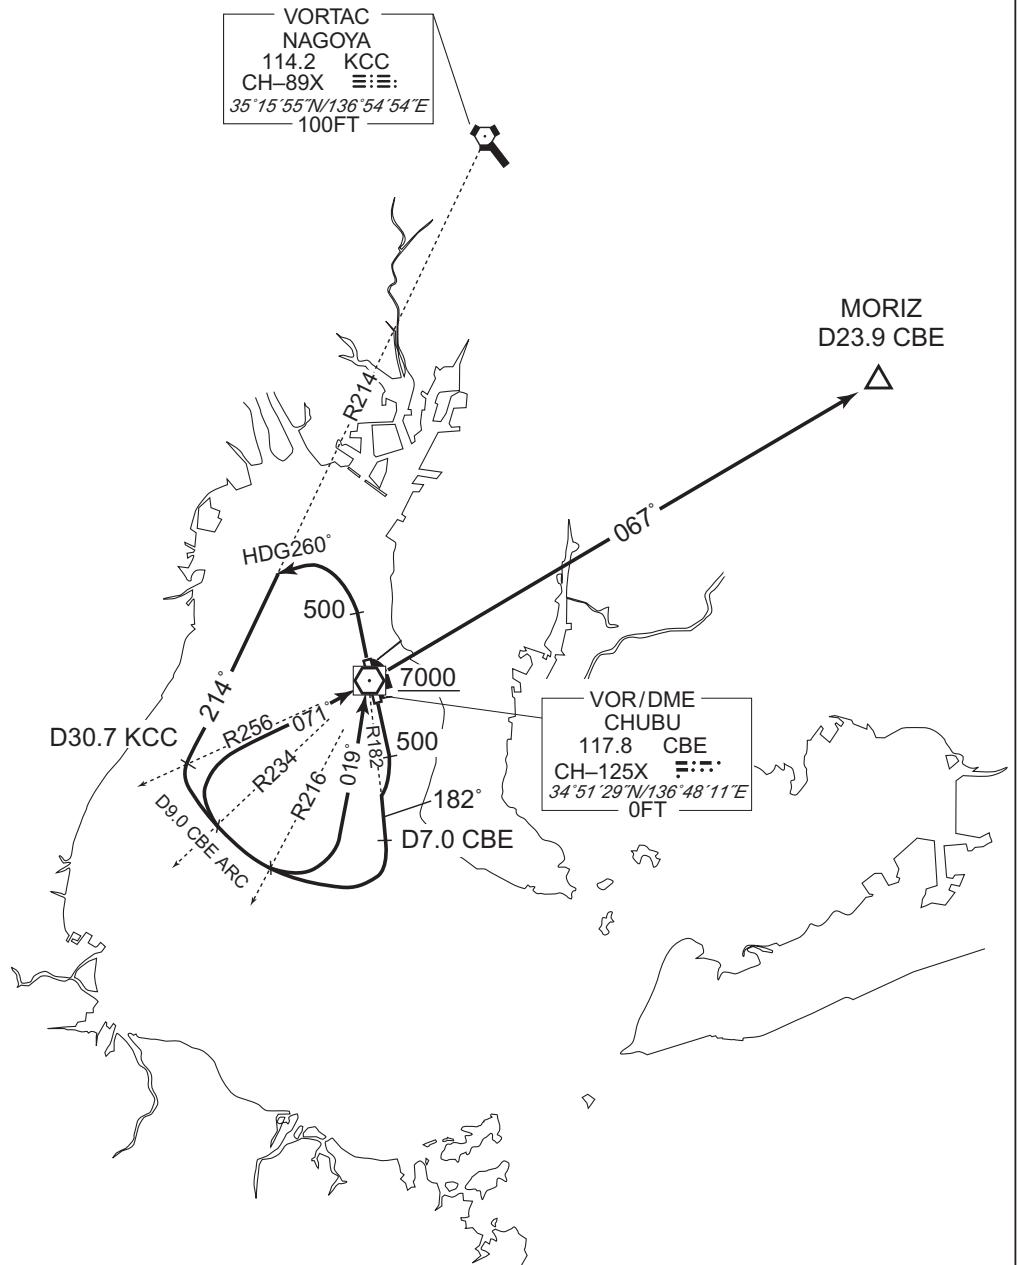 VORTAC
NAGOYA
114.2 KCC
CH–89X
35°15′55″N/136°54′54″E
100FT
MORIZ
D23.9 CBE
R214
067°
HDG260°
500
7000
214°
VOR/DME
CHUBU
117.8 CBE
CH–125X
34°51′29″N/136°48′11″E
0FT
D30.7 KCC
R256
071°
R234
R216
019°
R182
500
182°
D7.0 CBE
D9.0 CBE ARC